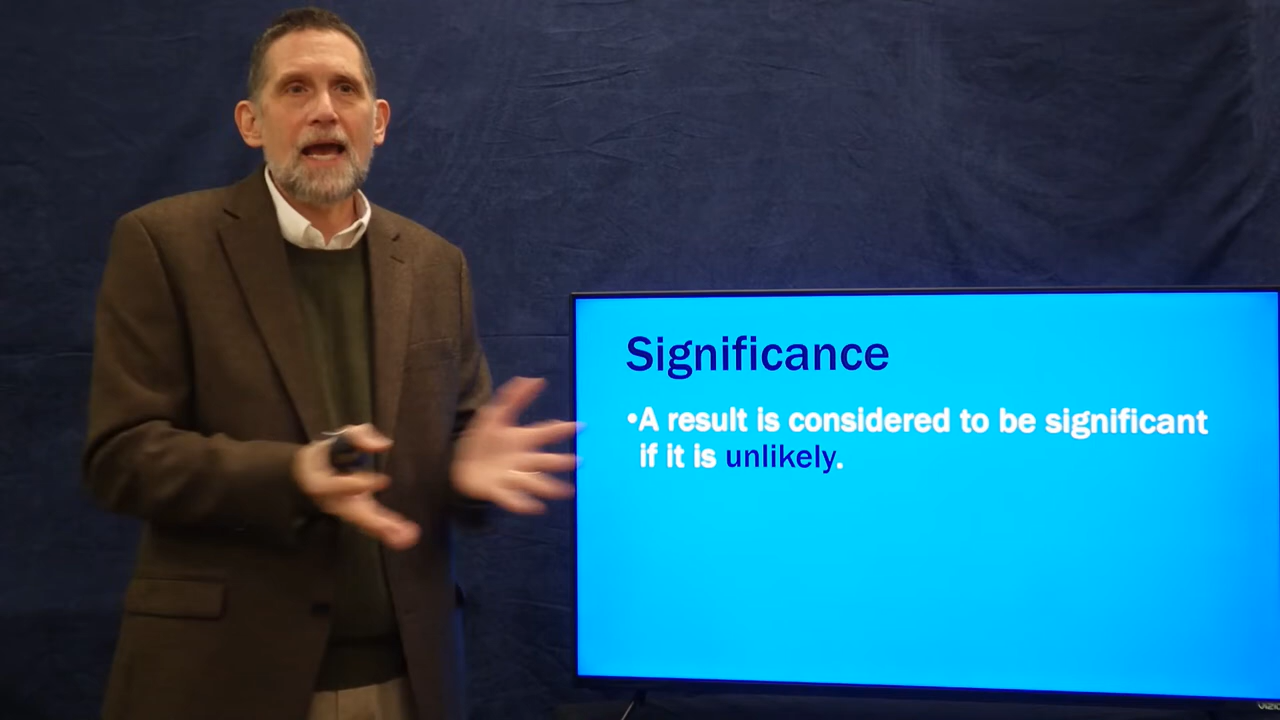 Significance
•A result is considered to be significant
if it is unlikely.